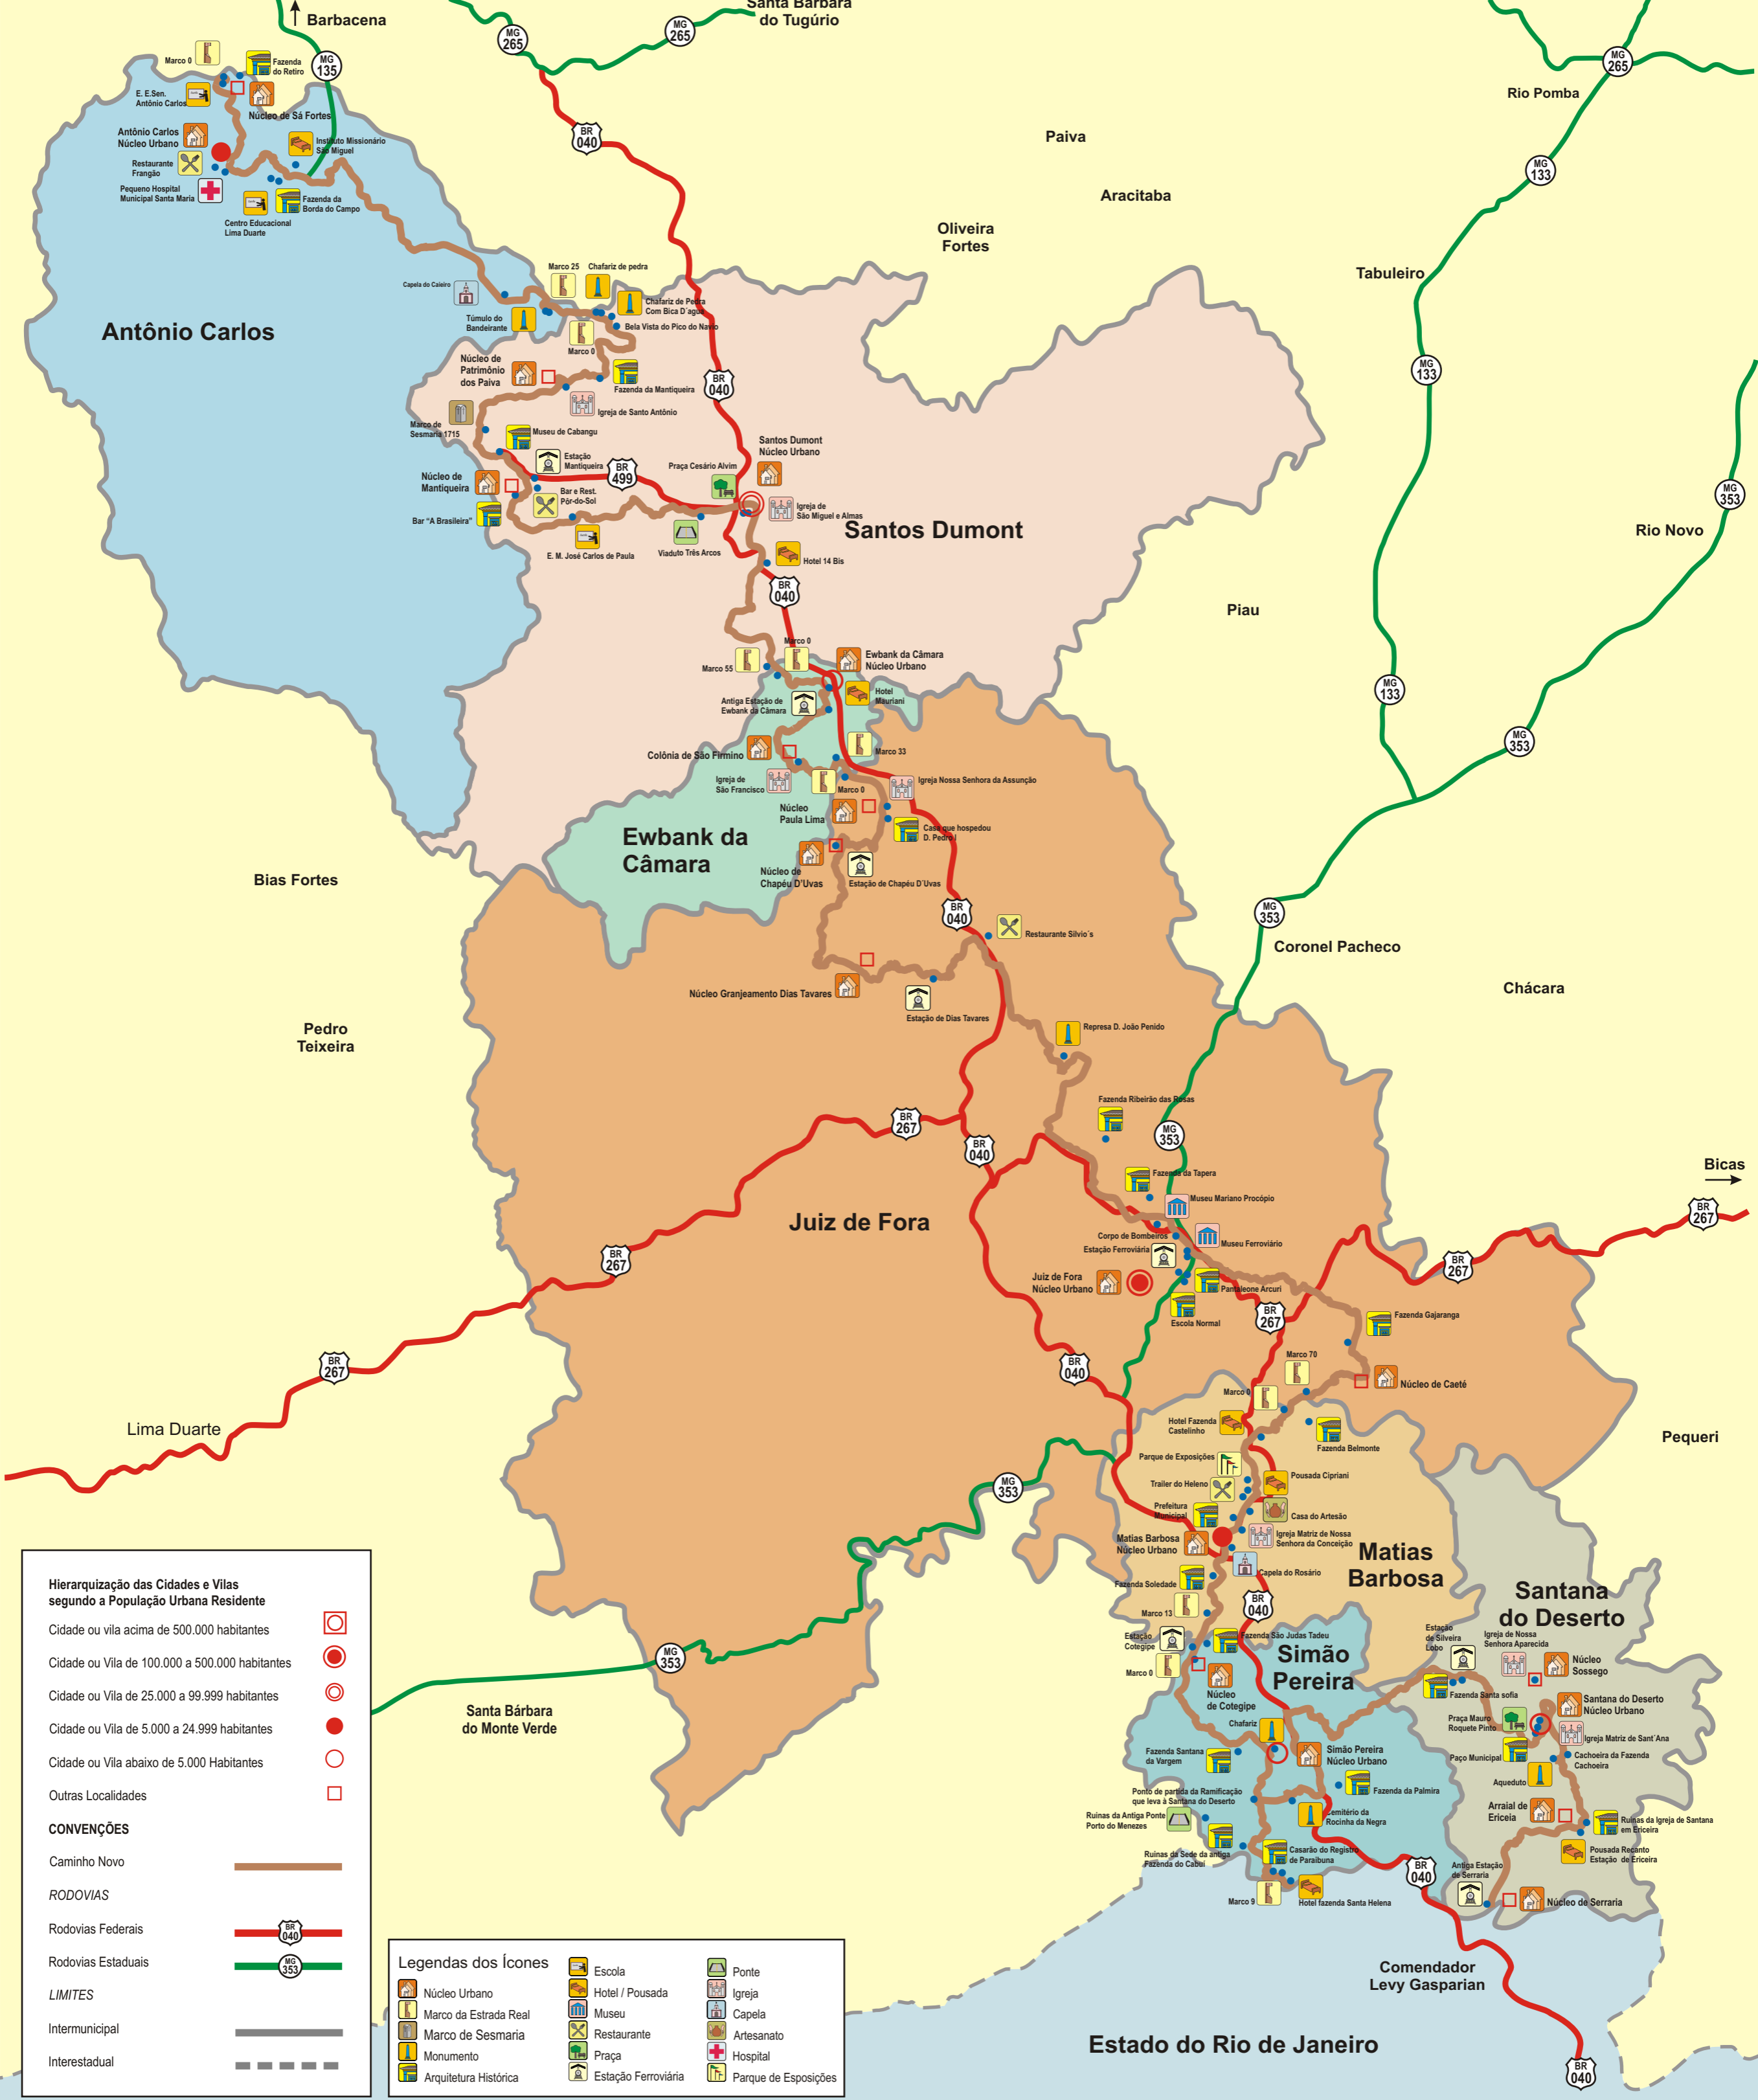 Barbacena
Santa Bárbara
do Tugúrio
MG
265
MG
265
MG
265
MG
135
Marco 0
Fazenda
do Retiro
E. E.Sen.
Antônio Carlos
Núcleo de Sá Fortes
Antônio Carlos
Núcleo Urbano
Instituto Missionário
São Miguel
Restaurante
Frangão
Pequeno Hospital
Municipal Santa Maria
Fazenda da
Borda do Campo
Centro Educacional
Lima Duarte
BR
040
Rio Pomba
Paiva
MG
133
Aracitaba
Oliveira
Fortes
Tabuleiro
Antônio Carlos
Capela do Caieiro
Marco 25
Chafariz de pedra
Chafariz de Pedra
Com Bica D´agua
Túmulo do
Bandeirante
Bela Vista do Pico do Navio
Marco 0
Núcleo de
Patrimônio
dos Paiva
Fazenda da Mantiqueira
BR
040
MG
133
Igreja de Santo Antônio
Marco de
Sesmaria 1715
Museu de Cabangu
Estação
Mantiqueira
BR
499
Praça Cesário Alvim
Santos Dumont
Núcleo Urbano
Núcleo de
Mantiqueira
Bar e Rest.
Pôr-do-Sol
Igreja de
São Miguel e Almas
Bar “A Brasileira”
E. M. José Carlos de Paula
Viaduto Três Arcos
Santos Dumont
Hotel 14 Bis
MG
353
Rio Novo
BR
040
Piau
Marco 0
Marco 55
Ewbank da Câmara
Núcleo Urbano
Antiga Estação de
Ewbank da Câmara
Hotel
Mauriani
MG
133
MG
353
Colônia de São Firmino
Marco 33
Igreja de
São Francisco
Marco 0
Igreja Nossa Senhora da Assunção
Núcleo
Paula Lima
Casa que hospedou
D. Pedro I
Ewbank da
Câmara
Núcleo de
Chapéu D’Uvas
Estação de Chapéu D´Uvas
Bias Fortes
BR
040
MG
353
Restaurante Silvio´s
Coronel Pacheco
Núcleo Granjeamento Dias Tavares
Estação de Dias Tavares
Chácara
Pedro
Teixeira
Represa D. João Penido
Fazenda Ribeirão das Rosas
BR
267
BR
040
MG
353
Fazenda da Tapera
Museu Mariano Procópio
Bicas
BR
267
Juiz de Fora
Corpo de Bombeiros
Estação Ferroviária
Museu Ferroviário
BR
267
BR
267
Juiz de Fora
Núcleo Urbano
Pantaleone Arcuri
Escola Normal
BR
267
Fazenda Gajaranga
BR
267
BR
040
Marco 70
Núcleo de Caeté
Marco 0
Lima Duarte
Hotel Fazenda
Castelinho
Fazenda Belmonte
Pequeri
Parque de Exposições
Trailer do Heleno
Pousada Cipriani
MG
353
Prefeitura
Municipal
Casa do Artesão
Matias Barbosa
Núcleo Urbano
Igreja Matriz de Nossa
Senhora da Conceição
Matias
Barbosa
Capela do Rosário
Fazenda Soledade
Santana
do Deserto
Marco 13
BR
040
Estação
Cotegipe
Fazenda São Judas Tadeu
Simão
Pereira
Estação
de Silveira
Lobo
Igreja de Nossa
Senhora Aparecida
Núcleo
Sossego
Marco 0
MG
353
Núcleo
de Cotegipe
Fazenda Santa sofia
Santana do Deserto
Núcleo Urbano
Santa Bárbara
do Monte Verde
Chafariz
Praça Mauro
Roquete Pinto
Igreja Matriz de Sant´Ana
Fazenda Santana
da Vargem
Simão Pereira
Núcleo Urbano
Paço Municipal
Cachoeira da Fazenda
Cachoeira
Aqueduto
Ponto de partida da Ramificação
que leva à Santana do Deserto
Fazenda da Palmira
Ruinas da Antiga Ponte
Porto do Menezes
Cemitério da
Rocinha da Negra
Arraial de
Ericeia
Ruinas da Igreja de Santana
em Ericeira
Ruinas da Sede da antiga
Fazenda do Cabuí
Casarão do Registro
de Paraibuna
Pousada Recanto
Estação de Ericeira
Antiga Estação
de Serraria
BR
040
Marco 9
Hotel fazenda Santa Helena
Núcleo de Serraria
Comendador
Levy Gasparian
Estado do Rio de Janeiro
BR
040
Hierarquização das Cidades e Vilas
segundo a População Urbana Residente
Cidade ou vila acima de 500.000 habitantes
Cidade ou Vila de 100.000 a 500.000 habitantes
Cidade ou Vila de 25.000 a 99.999 habitantes
Cidade ou Vila de 5.000 a 24.999 habitantes
Cidade ou Vila abaixo de 5.000 Habitantes
Outras Localidades
CONVENÇÕES
Caminho Novo
RODOVIAS
Rodovias Federais
BR
040
Rodovias Estaduais
MG
353
LIMITES
Intermunicipal
Interestadual
Legendas dos Ícones
Núcleo Urbano
Marco da Estrada Real
Marco de Sesmaria
Monumento
Arquitetura Histórica
Escola
Hotel / Pousada
Museu
Restaurante
Praça
Estação Ferroviária
Ponte
Igreja
Capela
Artesanato
Hospital
Parque de Exposições